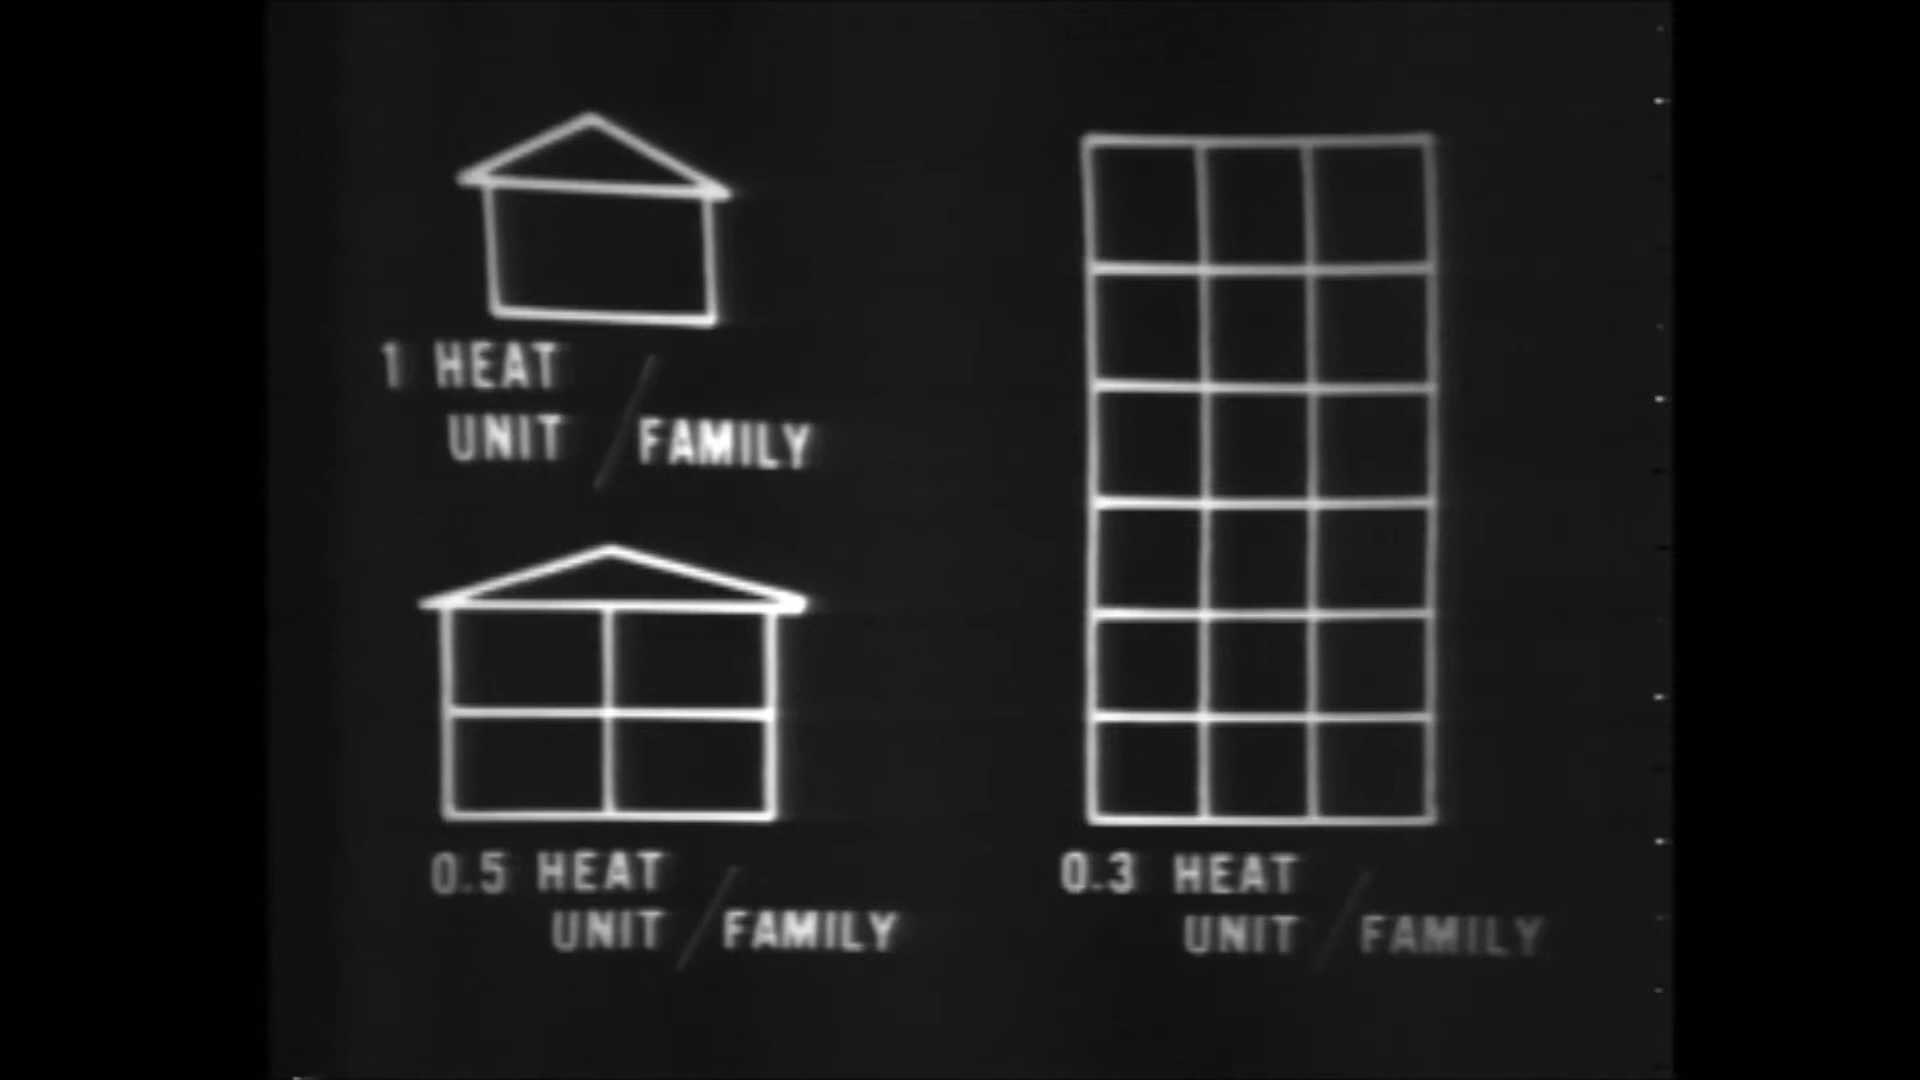 1 HEAT
UNIT / FAMILY
0.5 HEAT
UNIT / FAMILY
0.3 HEAT
UNIT / FAMILY